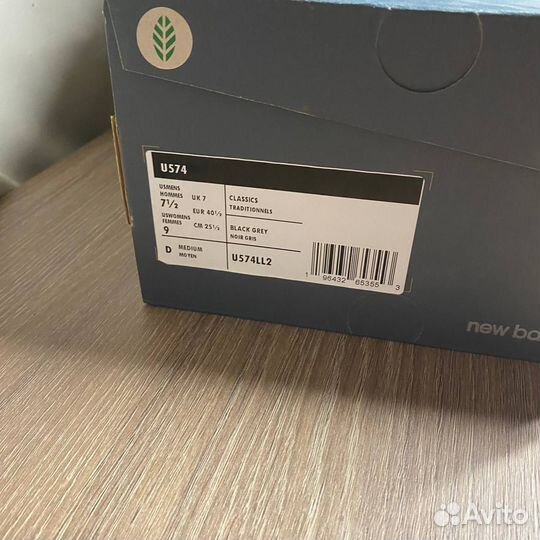 U574
USMENS
HOMMES
7½
UK 7
EUR 40½
USWOMENS
FEMMES
9
CM 25½
D
MEDIUM
MOYEN
CLASSICS
TRADITIONNELS
BLACK GREY
NOIR GRIS
U574LL2
1 96432 65355 3
new ba
Avito